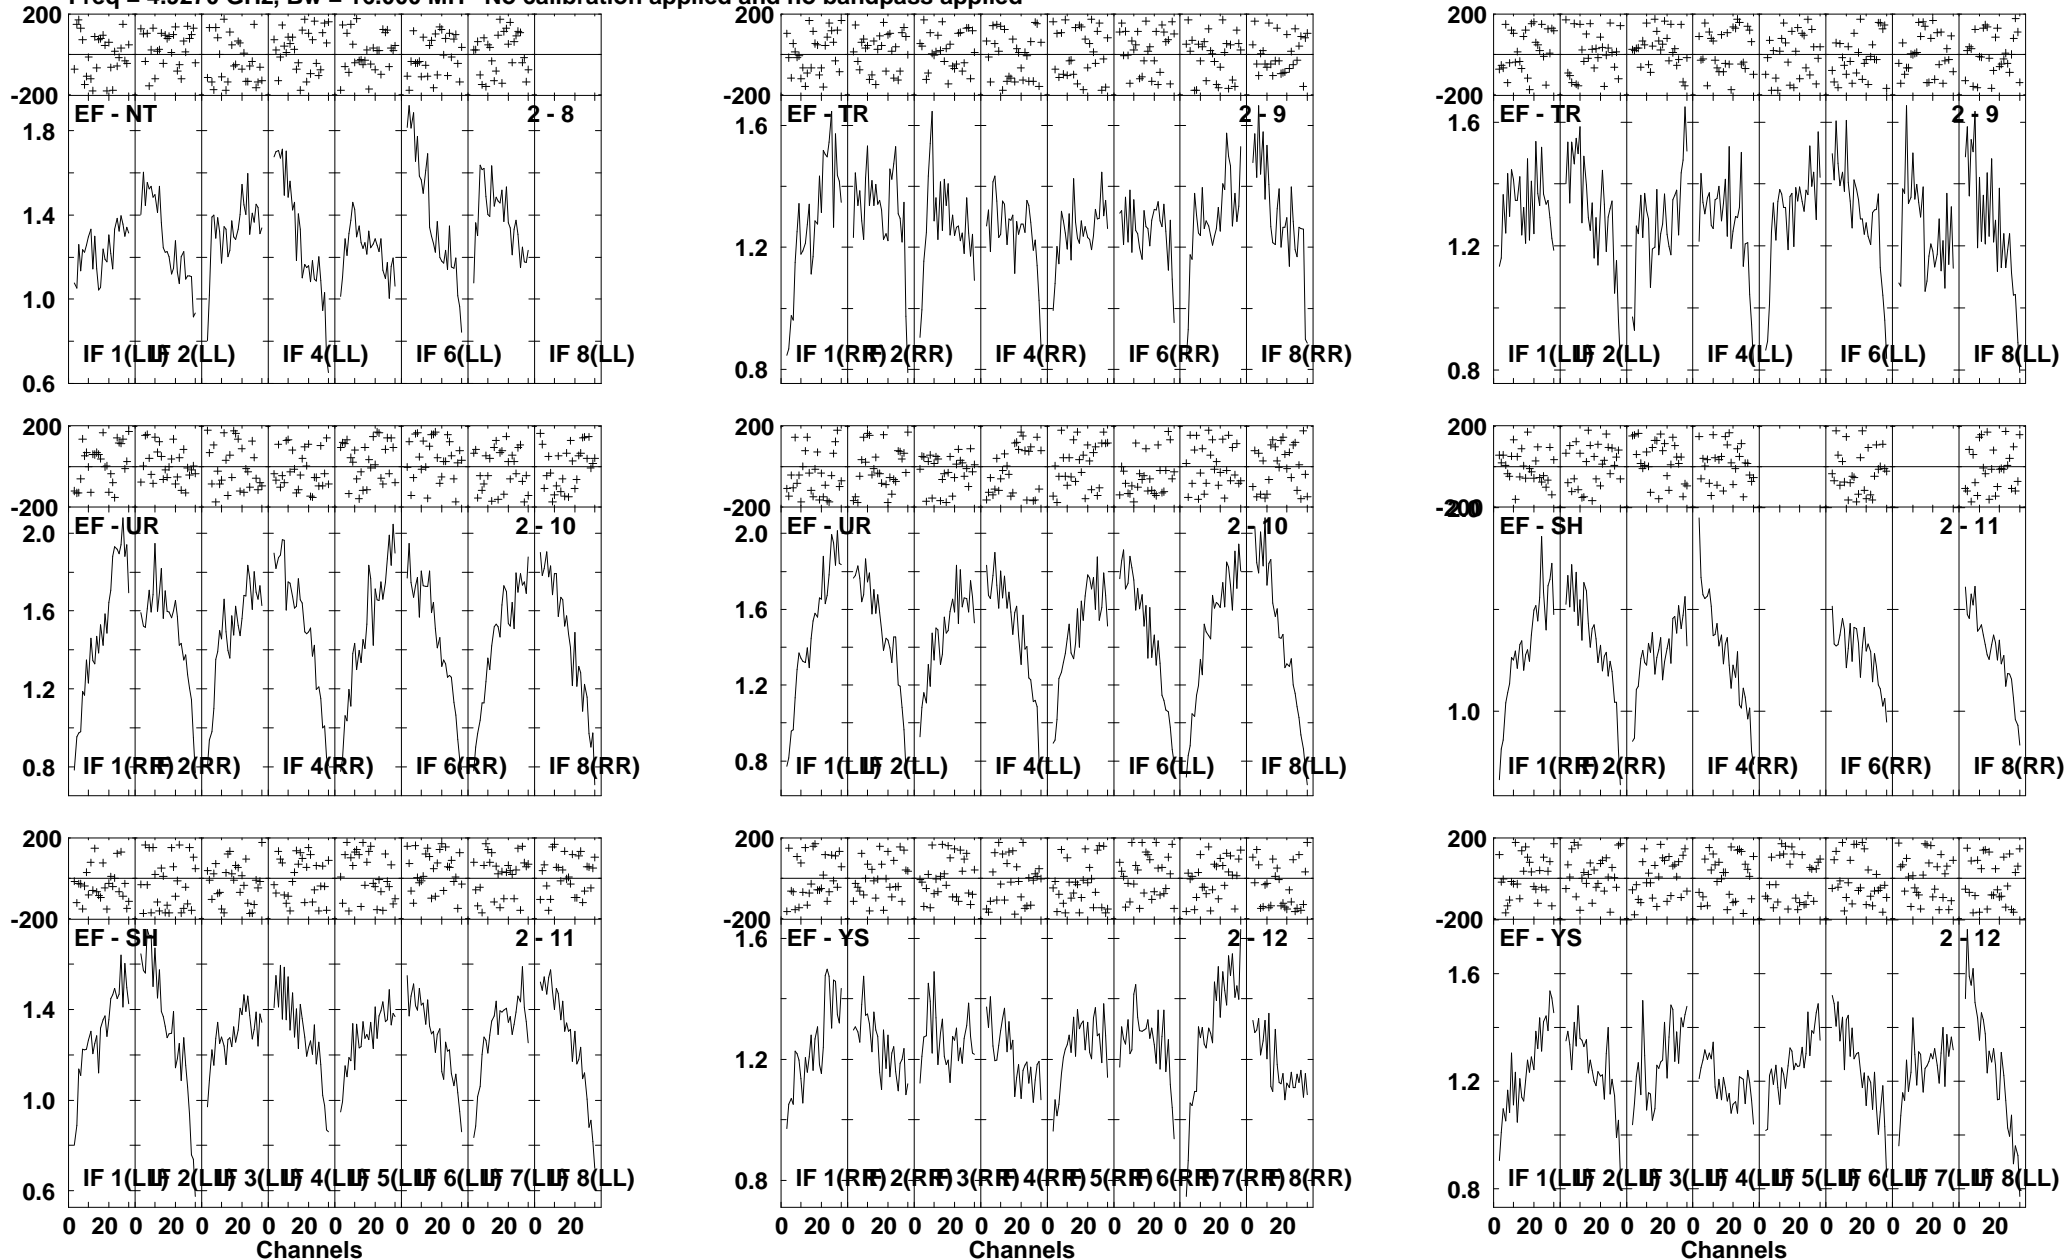 No calibration applied and no bandpass applied
200
-200
EF - NT 2 - 8
1.8
1.4
1.0
0.6
IF 1(LL) IF 2(LL) IF 4(LL) IF 6(LL) IF 8(LL)
200
-200
EF - TR 2 - 9
1.6
1.2
0.8
IF 1(RR) IF 2(RR) IF 4(RR) IF 6(RR) IF 8(RR)
200
-200
EF - TR 2 - 9
1.6
1.2
0.8
IF 1(LL) IF 2(LL) IF 4(LL) IF 6(LL) IF 8(LL)
200
-200
EF - UR 2 - 10
2.0
1.6
1.2
0.8
IF 1(RR) IF 2(RR) IF 4(RR) IF 6(RR) IF 8(RR)
200
-200
EF - UR 2 - 10
2.0
1.6
1.2
0.8
IF 1(LL) IF 2(LL) IF 4(LL) IF 6(LL) IF 8(LL)
200
-200
2.0
EF - SH 2 - 11
1.0
IF 1(RR) IF 2(RR) IF 4(RR) IF 6(RR) IF 8(RR)
200
-200
EF - SH 2 - 11
1.4
1.0
0.6
IF 1(LL) IF 2(LL) IF 3(LL) IF 4(LL) IF 5(LL) IF 6(LL) IF 7(LL) IF 8(LL)
0 20 0 20 0 20 0 20 0 20 0 20 0 20 0 20
Channels
200
-200
EF - YS 2 - 12
1.6
1.2
0.8
IF 1(RR) IF 2(RR) IF 3(RR) IF 4(RR) IF 5(RR) IF 6(RR) IF 7(RR) IF 8(RR)
0 20 0 20 0 20 0 20 0 20 0 20 0 20 0 20
Channels
200
-200
EF - YS 2 - 12
1.6
1.2
0.8
IF 1(LL) IF 2(LL) IF 3(LL) IF 4(LL) IF 5(LL) IF 6(LL) IF 7(LL) IF 8(LL)
0 20 0 20 0 20 0 20 0 20 0 20 0 20 0 20
Channels